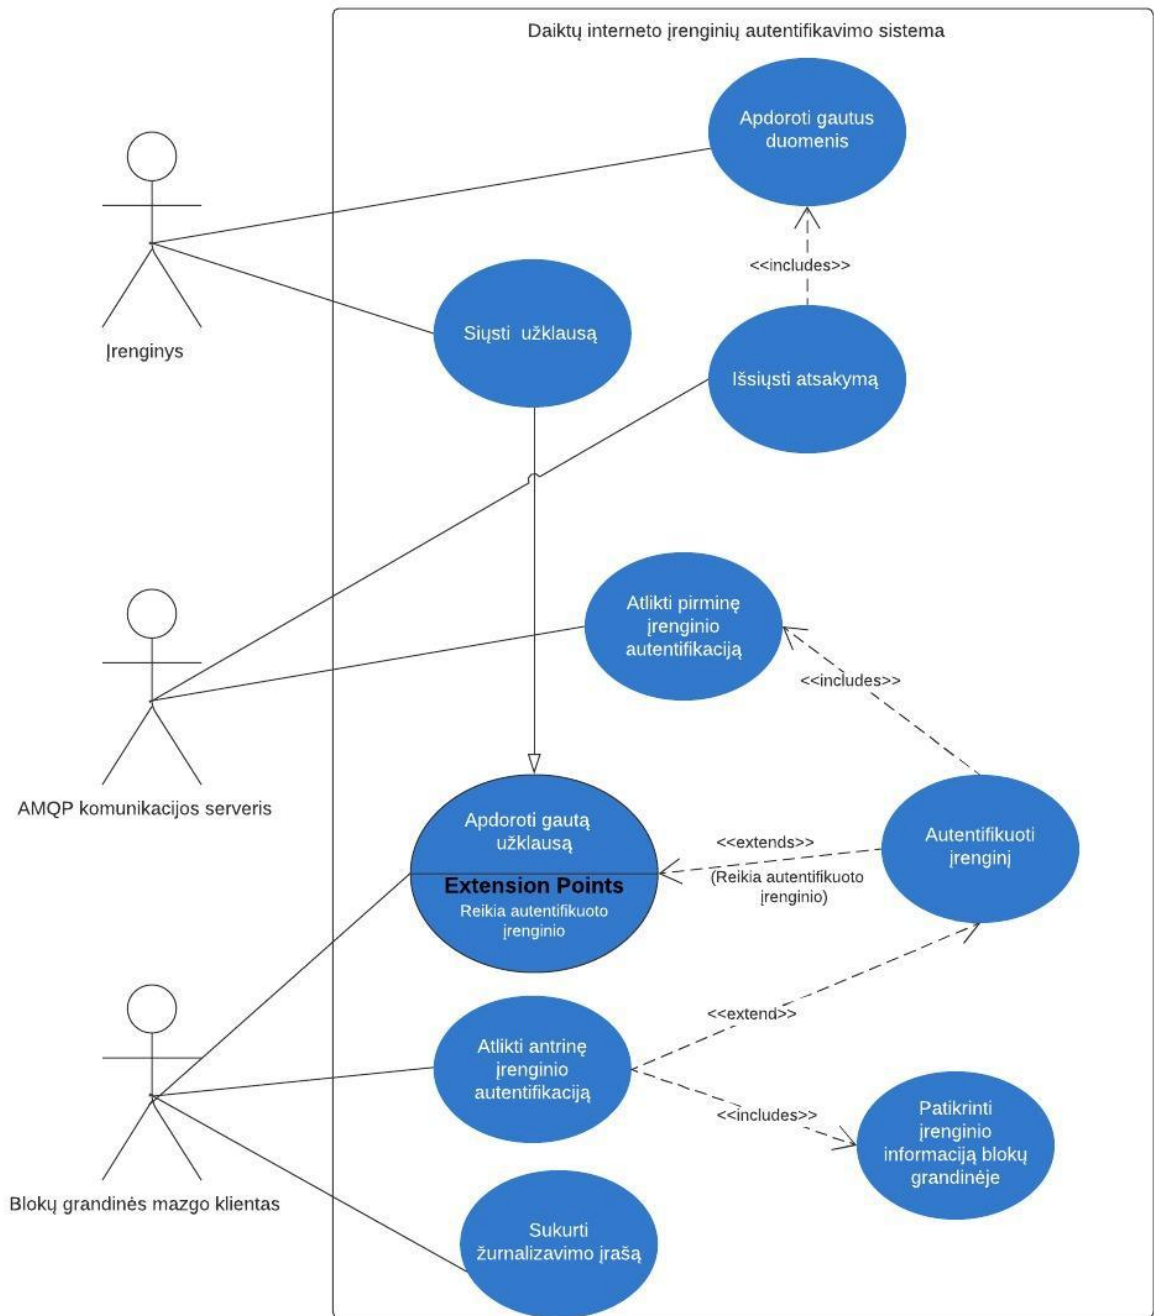 Daiktų interneto įrenginių autentifikavimo sistema
Apdoroti gautus
duomenis
<<includes>>
Siųsti užklausą
Įrenginys
Išsiųsti atsakymą
Atlikti pirminę
įrenginio
autentifikaciją
<<includes>>
AMQP komunikacijos serveris
Apdoroti gautą
užklausą
Extension Points
Reikia autentifikuoto
įrenginio
<<extends>>
(Reikia autentifikuoto
įrenginio)
Autentifikuoti
įrenginį
<<extend>>
Atlikti antrinę
įrenginio
autentifikaciją
<<includes>>
Patikrinti
įrenginio
informaciją blokų
grandinėje
Blokų grandinės mazgo klientas
Sukurti
žurnalizavimo įrašą